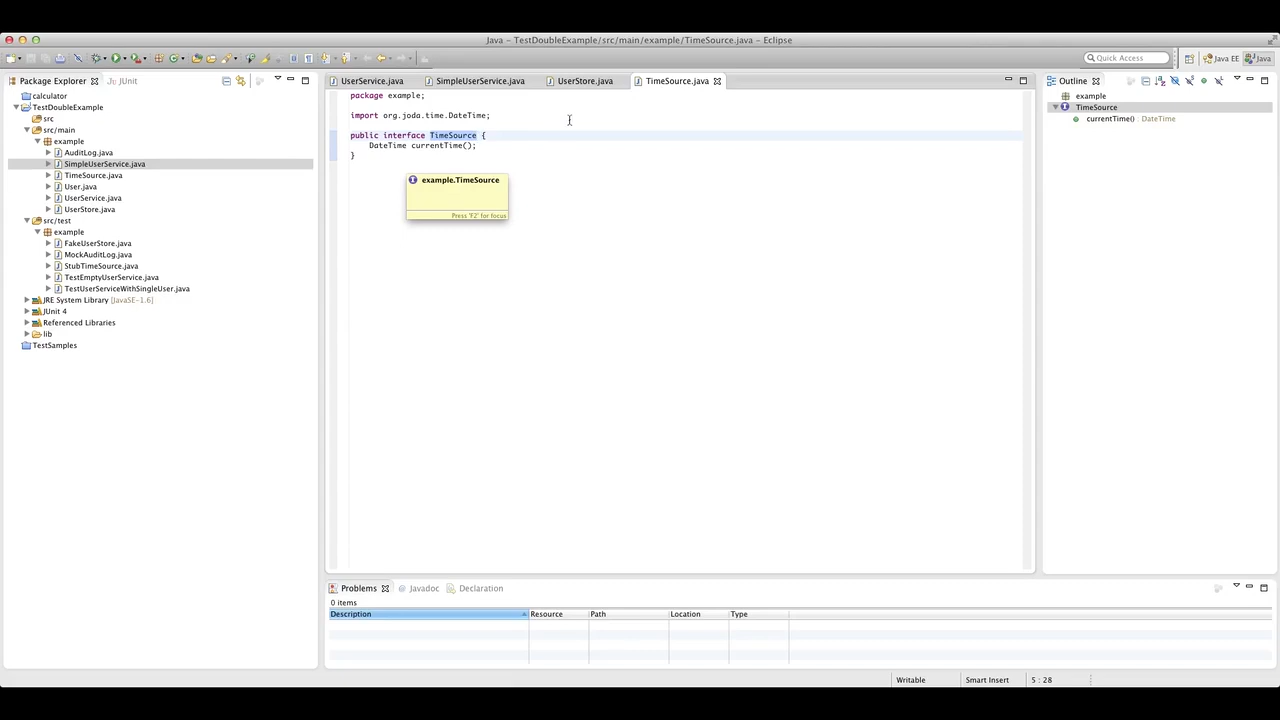 Java - TestDoubleExample/src/main/example/TimeSource.java - Eclipse
Quick Access
Java EE
Java
Package Explorer
JUnit
calculator
TestDoubleExample
src
src/main
example
AuditLog.java
SimpleUserService.java
TimeSource.java
User.java
UserService.java
UserStore.java
src/test
example
FakeUserStore.java
MockAuditLog.java
StubTimeSource.java
TestEmptyUserService.java
TestUserServiceWithSingleUser.java
JRE System Library [JavaSE-1.6]
JUnit 4
Referenced Libraries
lib
TestSamples
UserService.java
SimpleUserService.java
UserStore.java
TimeSource.java
package example;
import org.joda.time.DateTime;
public interface TimeSource {
DateTime currentTime();
}
example.TimeSource
Press 'F2' for focus
Outline
example
TimeSource
currentTime() : DateTime
Problems
Javadoc
Declaration
0 items
Description
Resource
Path
Location
Type
Writable
Smart Insert
5 : 28